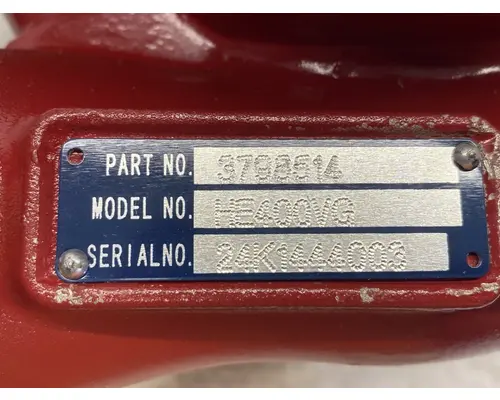 PART NO. 3798514
MODEL NO. HE400VG
SERIALNO. 24K1444003